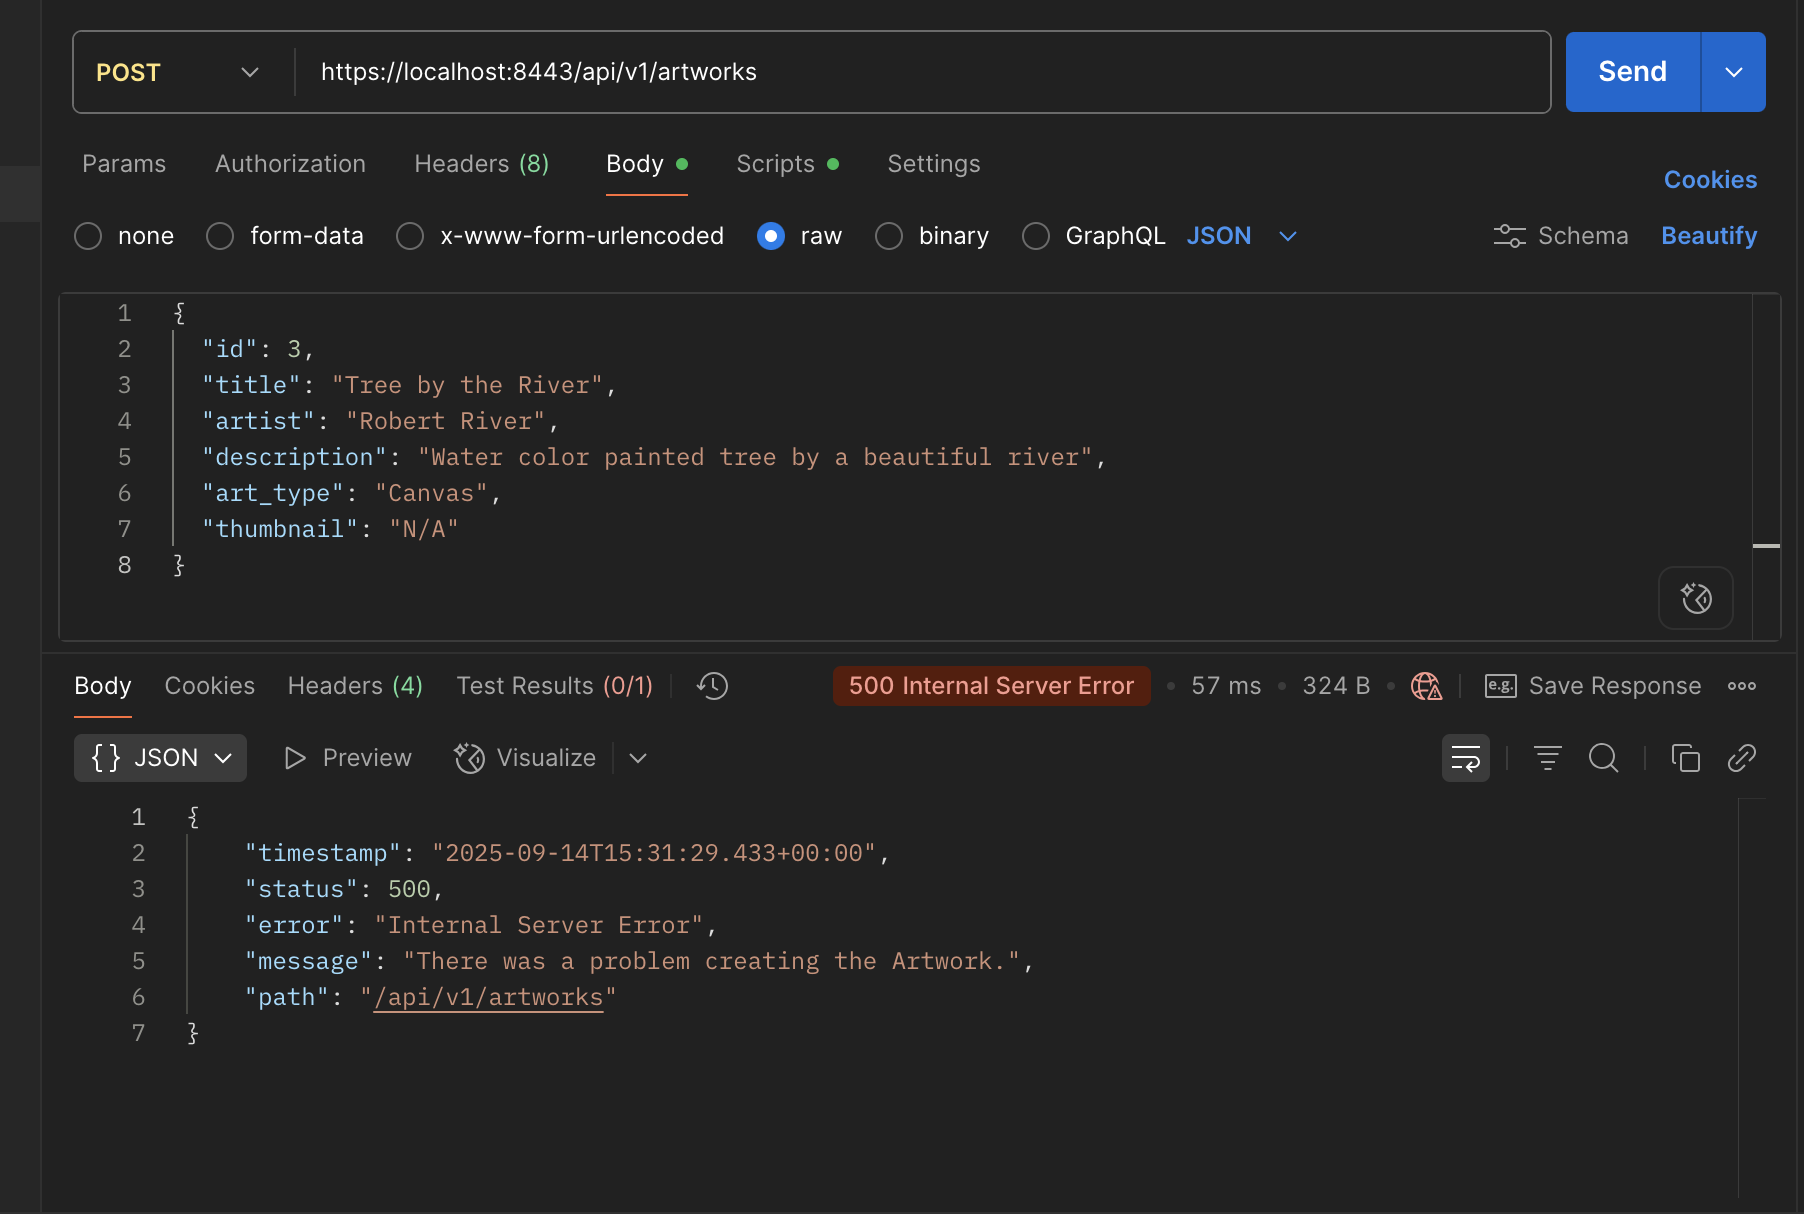 POST https://localhost:8443/api/v1/artworks Send
Params Authorization Headers (8) Body Scripts Settings Cookies
none form-data x-www-form-urlencoded raw binary GraphQL JSON Schema Beautify
1 {
2 "id": 3,
3 "title": "Tree by the River",
4 "artist": "Robert River",
5 "description": "Water color painted tree by a beautiful river",
6 "art_type": "Canvas",
7 "thumbnail": "N/A"
8 }
Body Cookies Headers (4) Test Results (0/1) 500 Internal Server Error • 57 ms • 324 B • e.g. Save Response
{} JSON Preview Visualize
1 {
2 "timestamp": "2025-09-14T15:31:29.433+00:00",
3 "status": 500,
4 "error": "Internal Server Error",
5 "message": "There was a problem creating the Artwork.",
6 "path": "/api/v1/artworks"
7 }